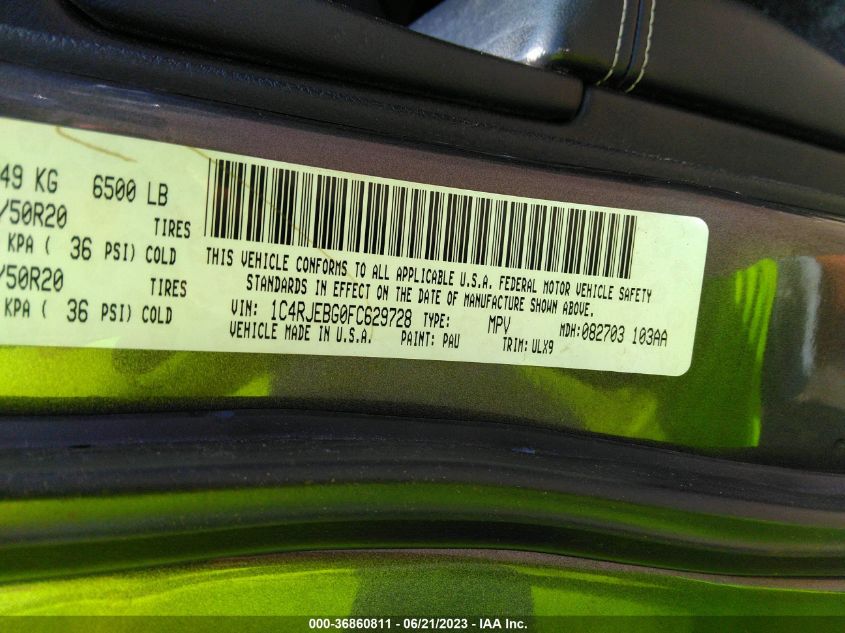 49 KG 6500 LB
/50R20 TIRES
KPA ( 36 PSI) COLD
/50R20 TIRES
KPA ( 36 PSI) COLD
THIS VEHICLE CONFORMS TO ALL APPLICABLE U.S.A. FEDERAL MOTOR VEHICLE SAFETY
STANDARDS IN EFFECT ON THE DATE OF MANUFACTURE SHOWN ABOVE.
VIN: 1C4RJEBG0FC629728 TYPE: MPV MDH:082703 103AA
VEHICLE MADE IN U.S.A. PAINT: PAU TRIM: ULX9
000-36860811 - 06/21/2023 - IAA Inc.